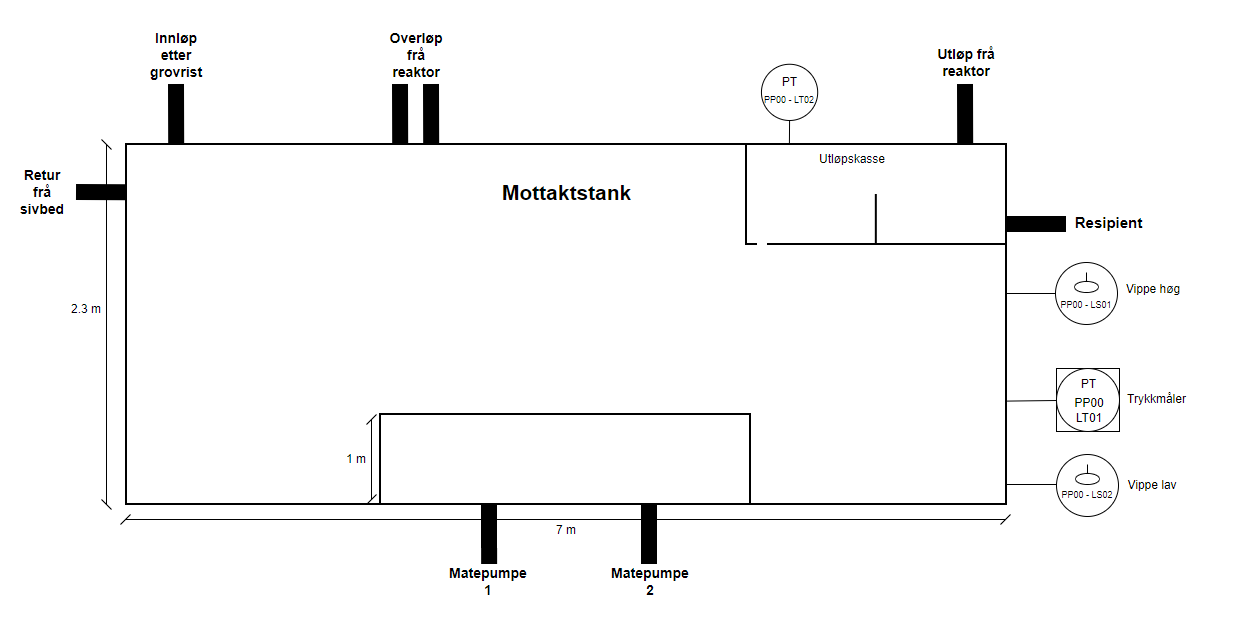 Innløp
etter
grovrist
Overløp
frå
reaktor
PT
PP00 - LT02
Utløp frå
reaktor
Utløpskasse
Retur
frå
sivbed
Mottaktstank
Resipient
PP00 - LS01
Vippe høg
2.3 m
PT
PP00
LT01
Trykkmåler
1 m
PP00 - LS02
Vippe lav
7 m
Matepumpe
1
Matepumpe
2